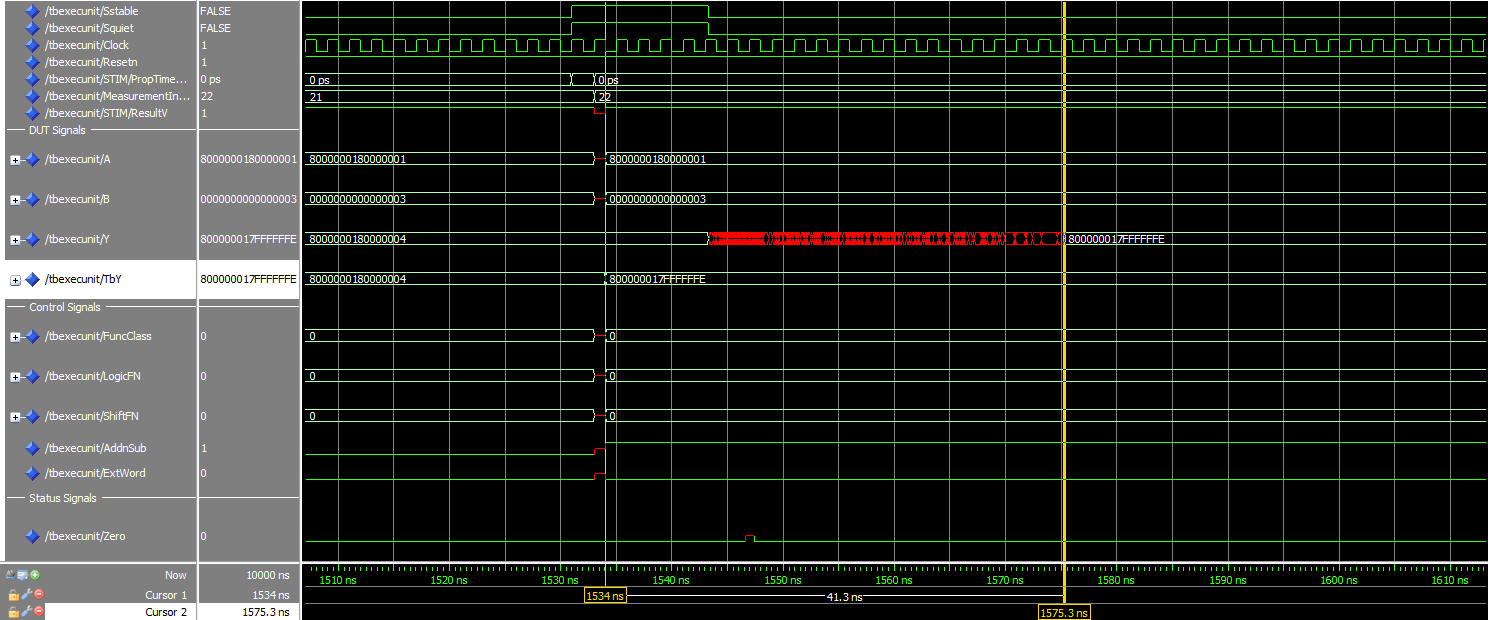 /tbexecunit/Sstable FALSE
/tbexecunit/Squiet FALSE
/tbexecunit/Clock 1
/tbexecunit/Resetn 1
/tbexecunit/STIM/PropTime... 0 ps 0 ps 0 ps
/tbexecunit/MeasurementIn... 22 21 22
/tbexecunit/STIM/ResultV 1
DUT Signals
/tbexecunit/A 8000000180000001 8000000180000001 8000000180000001
/tbexecunit/B 0000000000000003 0000000000000003 0000000000000003
/tbexecunit/Y 800000017FFFFFFE 8000000180000004 800000017FFFFFFE
/tbexecunit/TbY 800000017FFFFFFE 8000000180000004 800000017FFFFFFE
Control Signals
/tbexecunit/FuncClass 0 0 0
/tbexecunit/LogicFN 0 0 0
/tbexecunit/ShiftFN 0 0 0
/tbexecunit/AddnSub 1
/tbexecunit/ExtWord 0
Status Signals
/tbexecunit/Zero 0
Now 10000 ns 1510 ns 1520 ns 1530 ns 1540 ns 1550 ns 1560 ns 1570 ns 1580 ns 1590 ns 1600 ns 1610 ns
Cursor 1 1534 ns 1534 ns 41.3 ns
Cursor 2 1575.3 ns 1575.3 ns